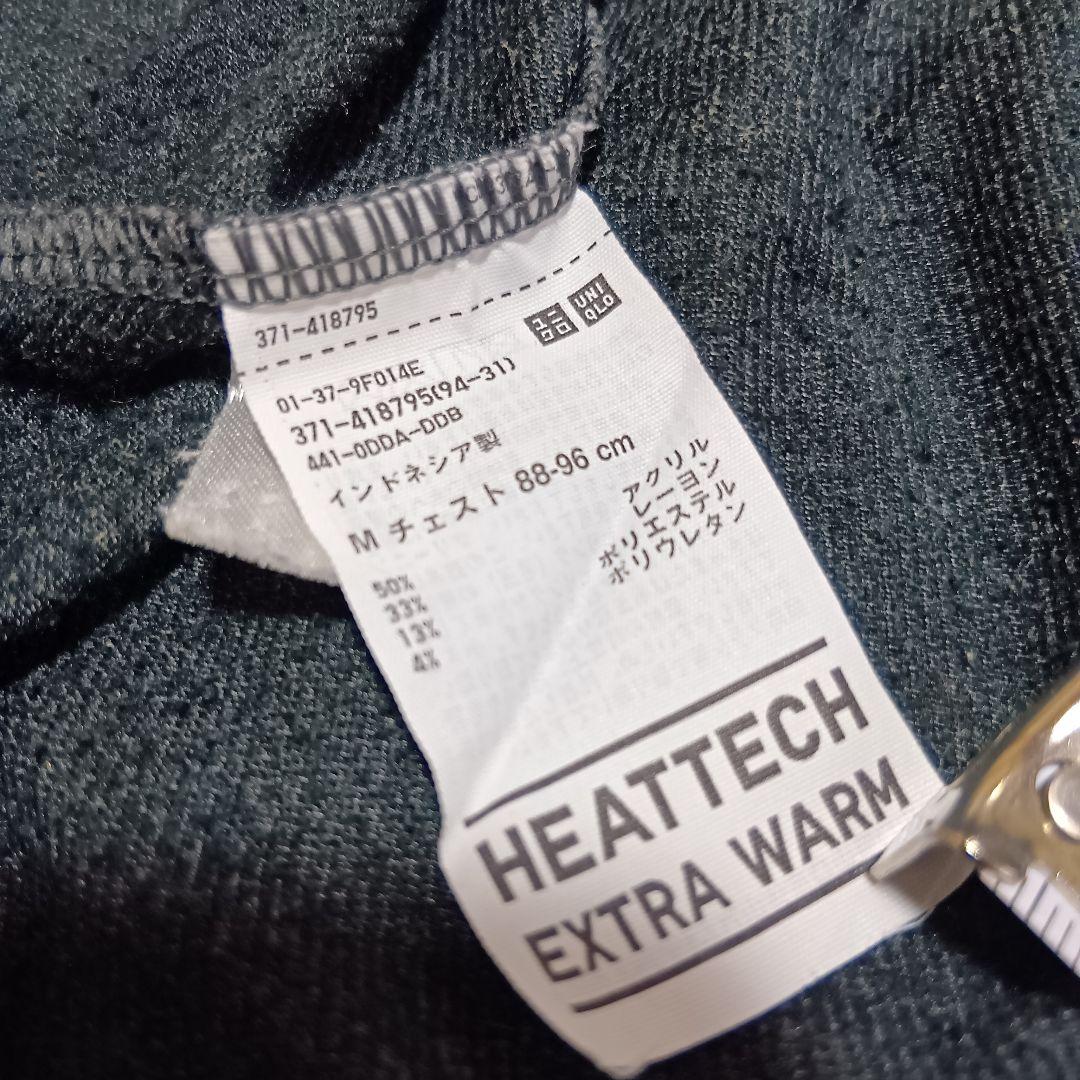 371-418795
ユニクロ
UNIQLO
01-37-9F014E
371-418795(94-31)
441-0DDA-DDB
インドネシア製
M チェスト 88-96 cm
50% アクリル
33% レーヨン
13% ポリエステル
4% ポリウレタン
HEATTECH
EXTRA WARM